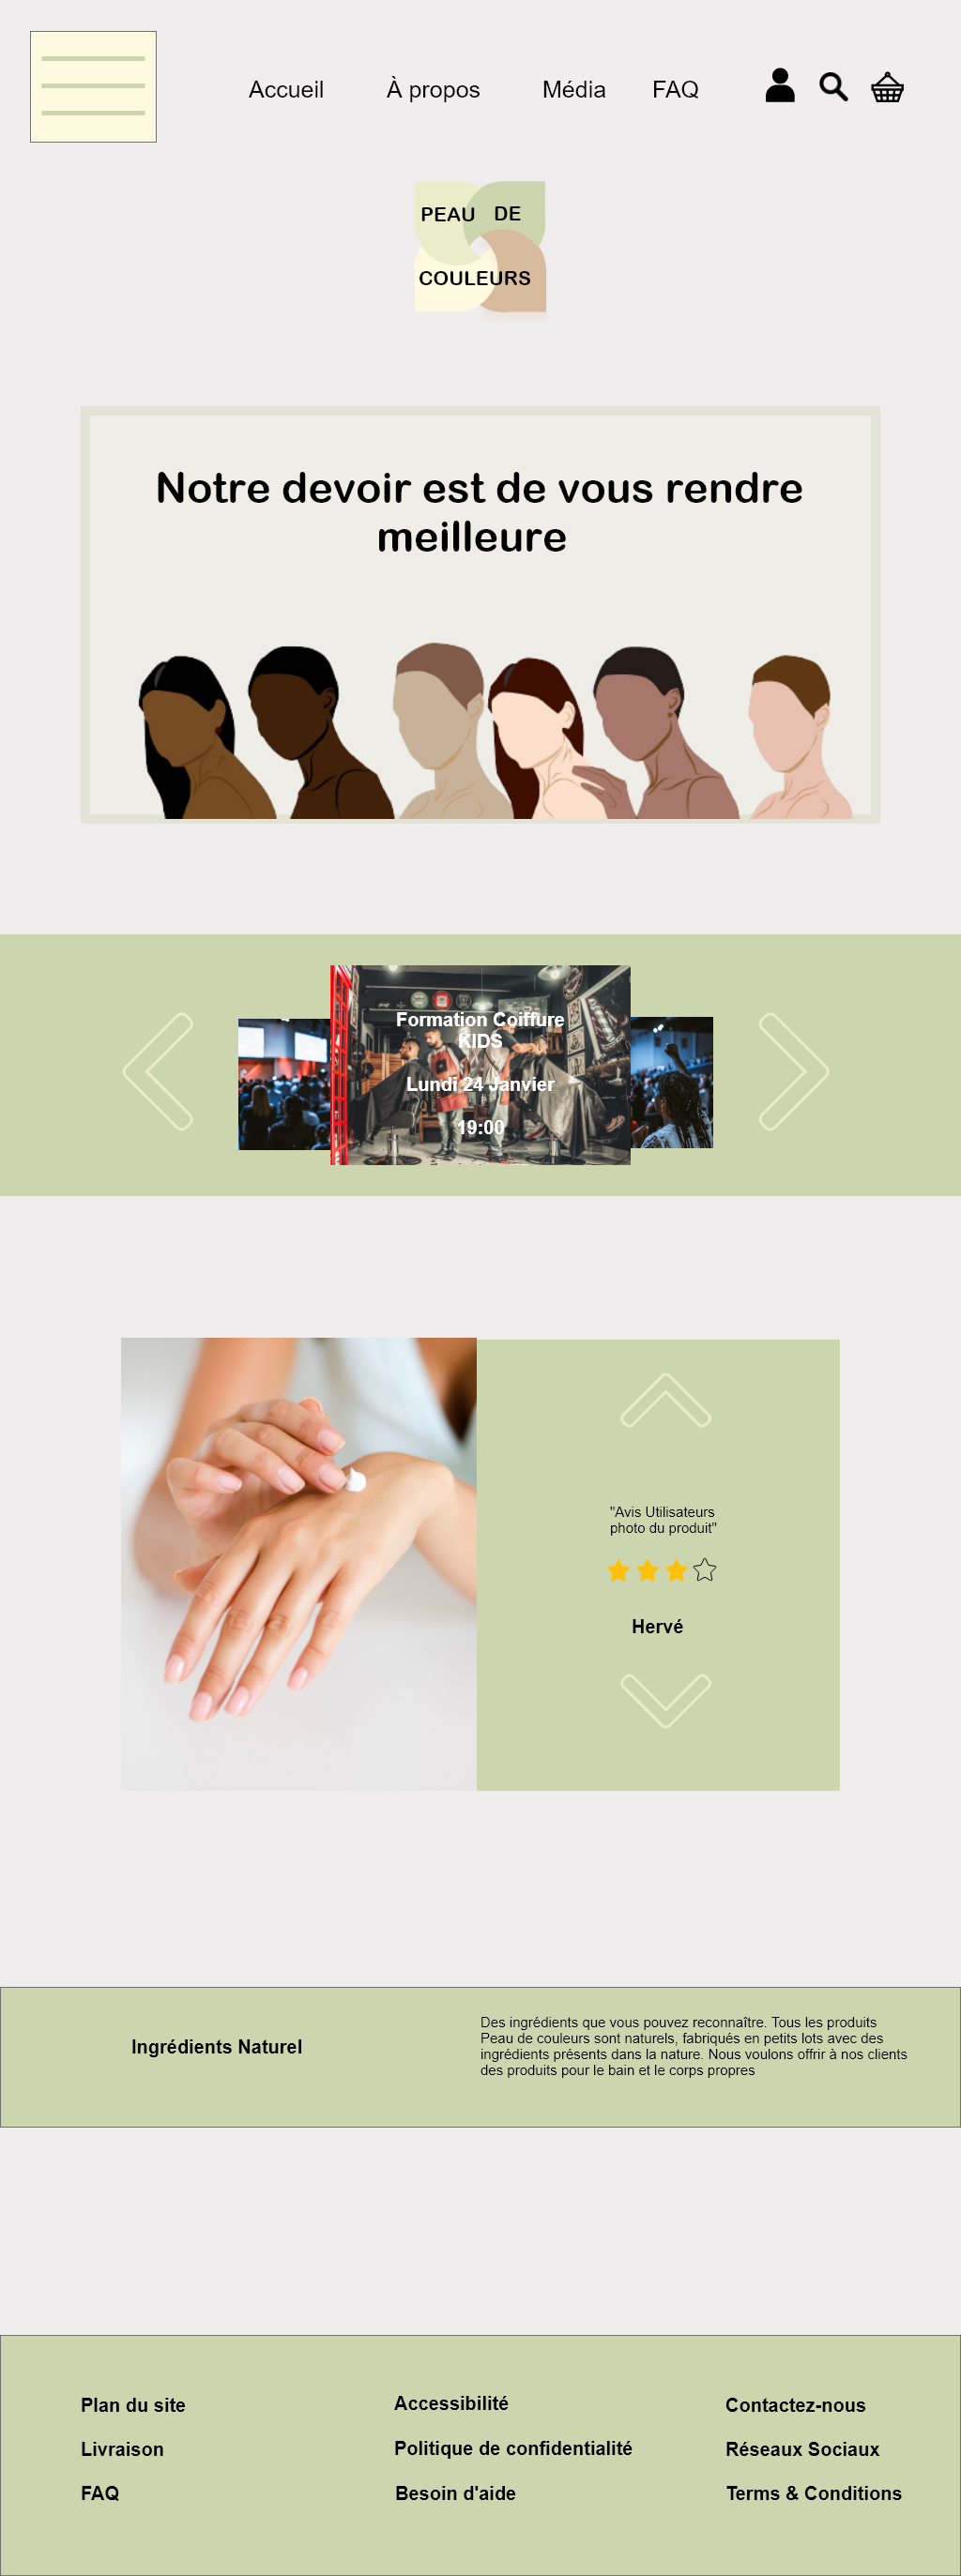 Accueil À propos Média FAQ
PEAU DE
COULEURS
Notre devoir est de vous rendre
meilleure
Formation Coiffure
KIDS
Lundi 24 Janvier
19:00
"Avis Utilisateurs
photo du produit"
Hervé
Ingrédients Naturel
Des ingrédients que vous pouvez reconnaître. Tous les produits
Peau de couleurs sont naturels, fabriqués en petits lots avec des
ingrédients présents dans la nature. Nous voulons offrir à nos clients
des produits pour le bain et le corps propres
Plan du site
Livraison
FAQ
Accessibilité
Politique de confidentialité
Besoin d'aide
Contactez-nous
Réseaux Sociaux
Terms & Conditions